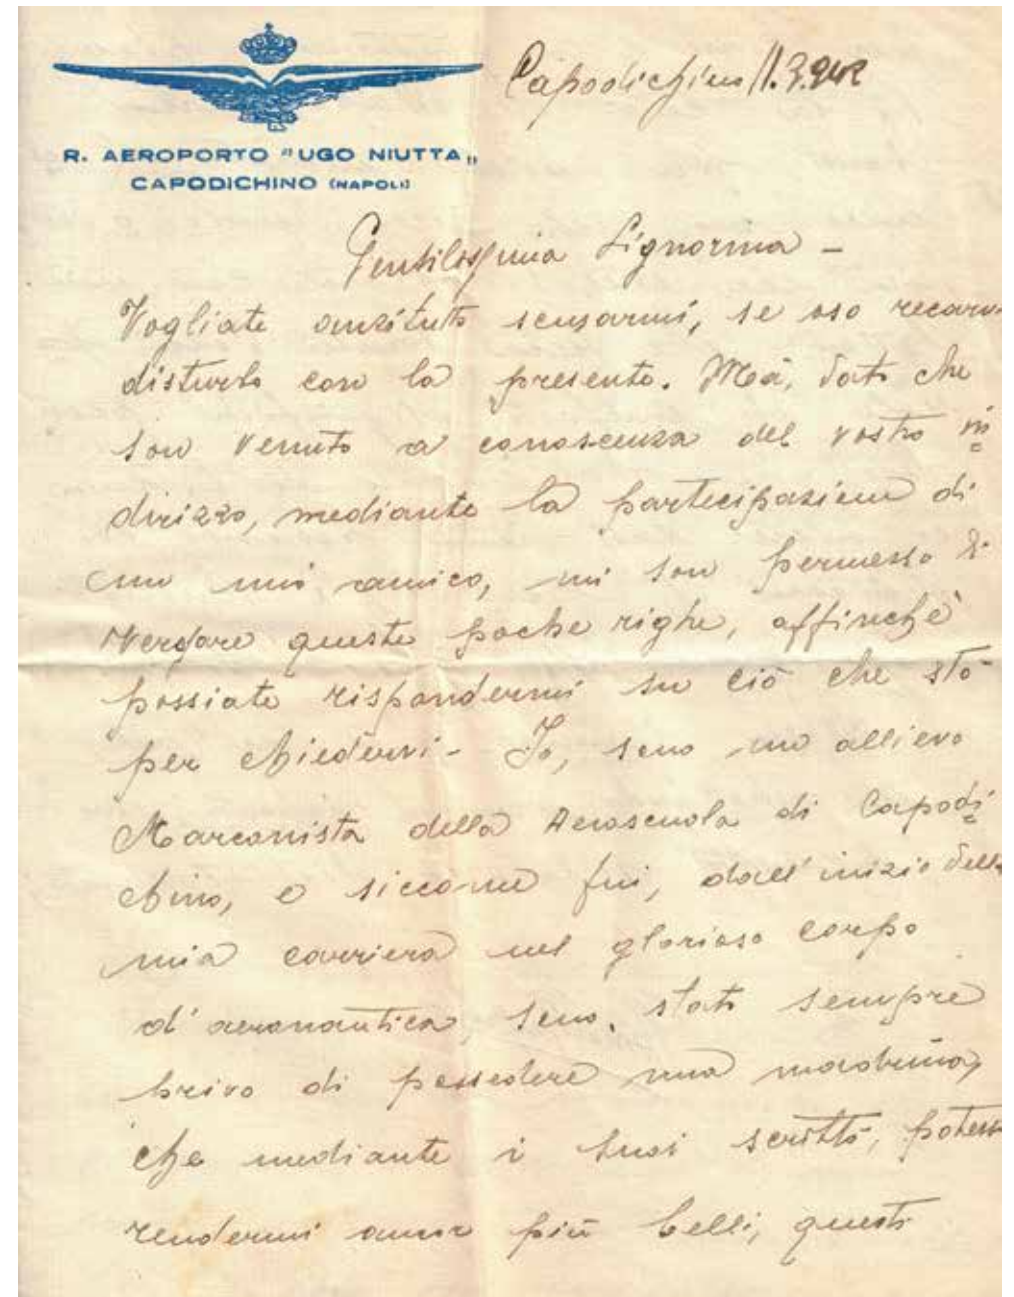 R. AEROPORTO "UGO NIUTTA„
CAPODICHINO (NAPOLI)
Capodichino 11.3.942
Gentilissima Signorina –
Vogliate anzitutto scusarmi, se oso recarvi
disturbo con la presente. Ma, dato che
son venuto a conoscenza del vostro in
dirizzo, mediante la partecipazione di
un mio amico, mi son permesso di
vergare queste poche righe, affinchè
possiate rispondermi su ciò che stò
per chiedervi – Io, sono un allievo
Marconista della Aeroscuola di Capodi
chino, e siccome fui, dall'inizio della
mia carriera nel glorioso corpo
d'aeronautica, sono stato sempre
brivo di possedere una madrina,
che mediante i suoi scritti, potesse
rendermi ancor più belli, questi